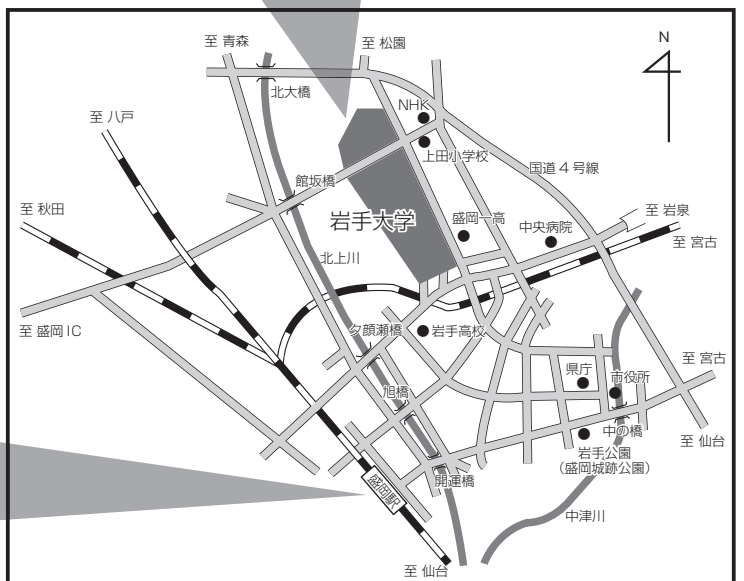 至 青森
至 松園
N
北大橋
NHK
至 八戸
上田小学校
国道４号線
館坂橋
至 秋田
岩手大学
盛岡一高
中央病院
至 岩泉
至 宮古
北上川
至 盛岡IC
夕顔瀬橋
岩手高校
県庁
市役所
至 宮古
旭橋
中の橋
至 仙台
岩手公園
(盛岡城跡公園)
開運橋
盛岡駅
中津川
至 仙台